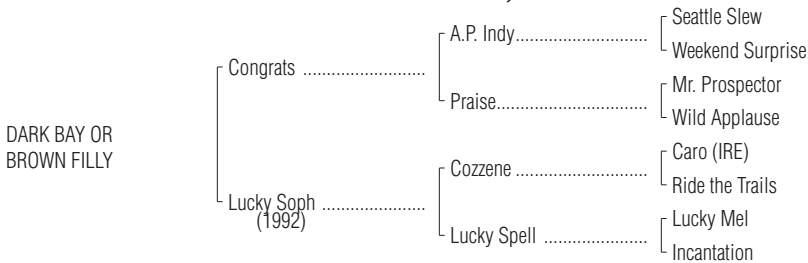 Seattle Slew
A.P. Indy............................
Weekend Surprise
Congrats ..........................
Mr. Prospector
Praise................................
Wild Applause
DARK BAY OR
BROWN FILLY
Caro (IRE)
Cozzene ............................
Ride the Trails
Lucky Soph ......................
(1992)
Lucky Mel
Lucky Spell ......................
Incantation